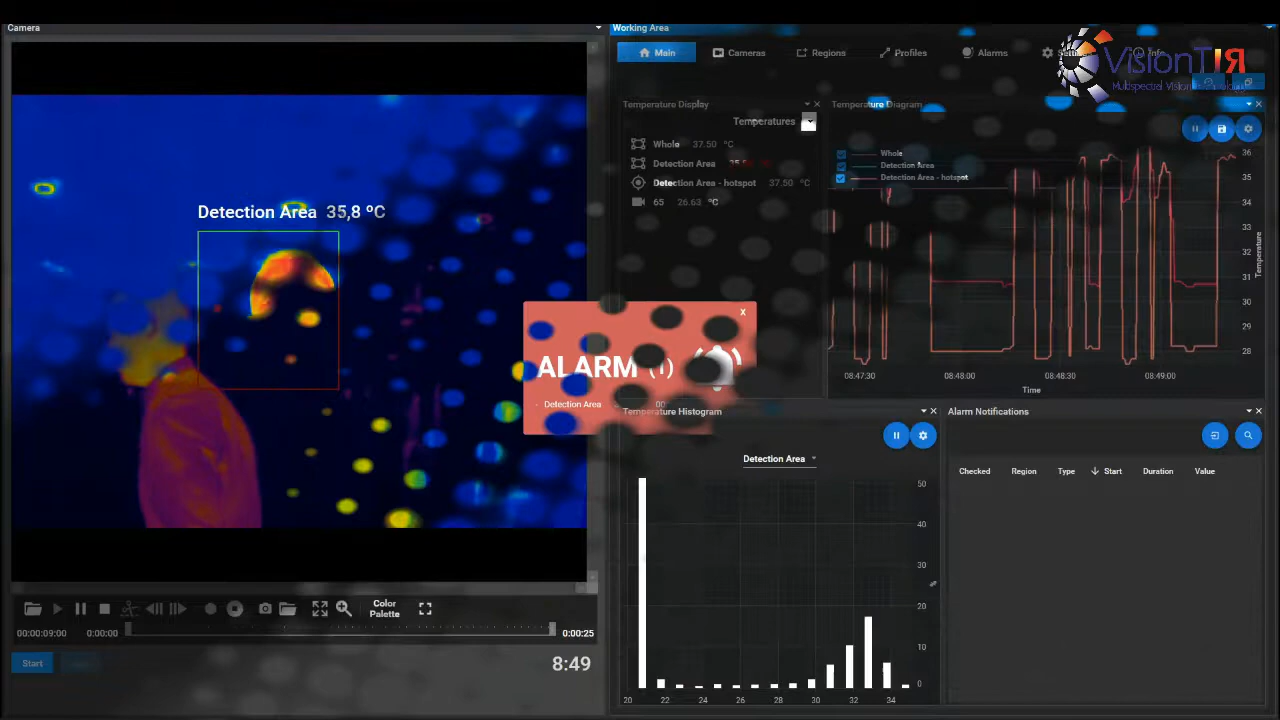 Camera
Working Area
Main
Cameras
Regions
Profiles
Alarms
VisionTIR
Multispectral Vision
Temperature Display
Temperature Diagram
Temperatures
Whole 37.50 °C
Detection Area
Detection Area - hotspot 37.50 °C
65 26.63 °C
Whole
Detection Area
Detection Area - hotspot
36
35
34
33
32
31
30
29
28
Temperature
08:47:30 08:48:00 08:48:30 08:49:00
Time
Detection Area 35,8 ºC
x
ALARM (1)
- Detection Area
Temperature Histogram
Detection Area
50
40
30
20
10
0
20 22 24 26 28 30 32 34
Alarm Notifications
Checked Region Type Start Duration Value
Color
Palette
00:00:09:00 0:00:00 0:00:25
Start
8:49